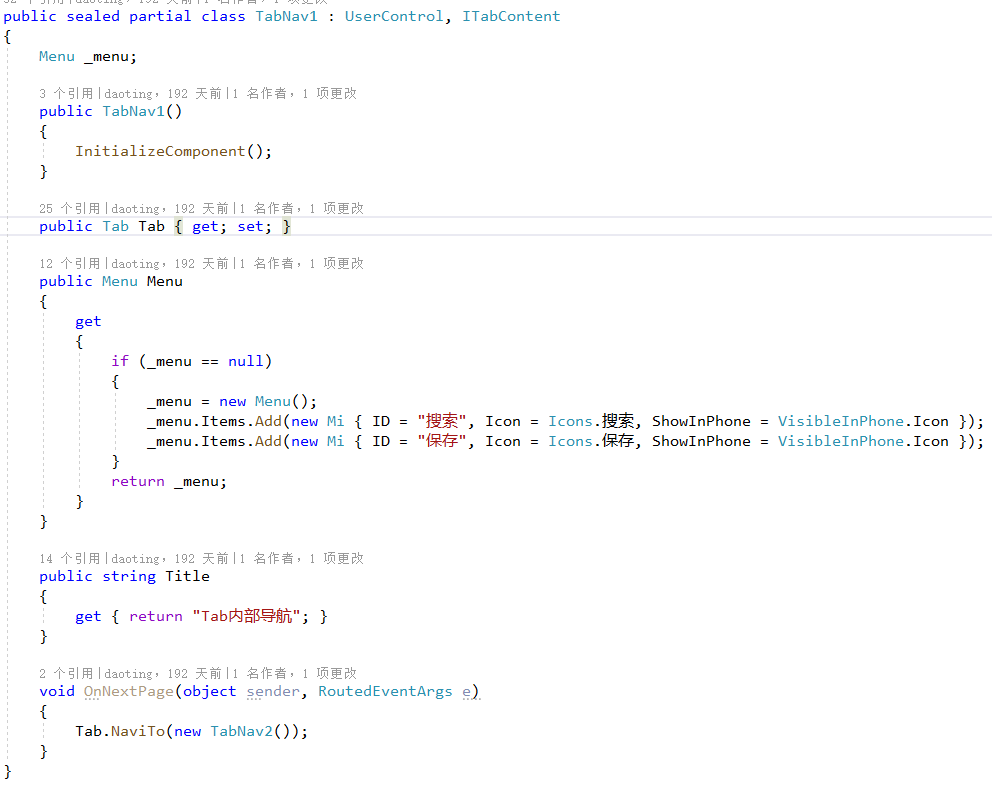 public sealed partial class TabNav1 : UserControl, ITabContent
{
Menu _menu;
3 个引用|daoting，192 天前|1 名作者，1 项更改
public TabNav1()
{
InitializeComponent();
}
25 个引用|daoting，192 天前|1 名作者，1 项更改
public Tab Tab { get; set; }
12 个引用|daoting，192 天前|1 名作者，1 项更改
public Menu Menu
{
get
{
if (_menu == null)
{
_menu = new Menu();
_menu.Items.Add(new Mi { ID = "搜索", Icon = Icons.搜索, ShowInPhone = VisibleInPhone.Icon });
_menu.Items.Add(new Mi { ID = "保存", Icon = Icons.保存, ShowInPhone = VisibleInPhone.Icon });
}
return _menu;
}
}
14 个引用|daoting，192 天前|1 名作者，1 项更改
public string Title
{
get { return "Tab内部导航"; }
}
2 个引用|daoting，192 天前|1 名作者，1 项更改
void OnNextPage(object sender, RoutedEventArgs e)
{
Tab.NaviTo(new TabNav2());
}
}